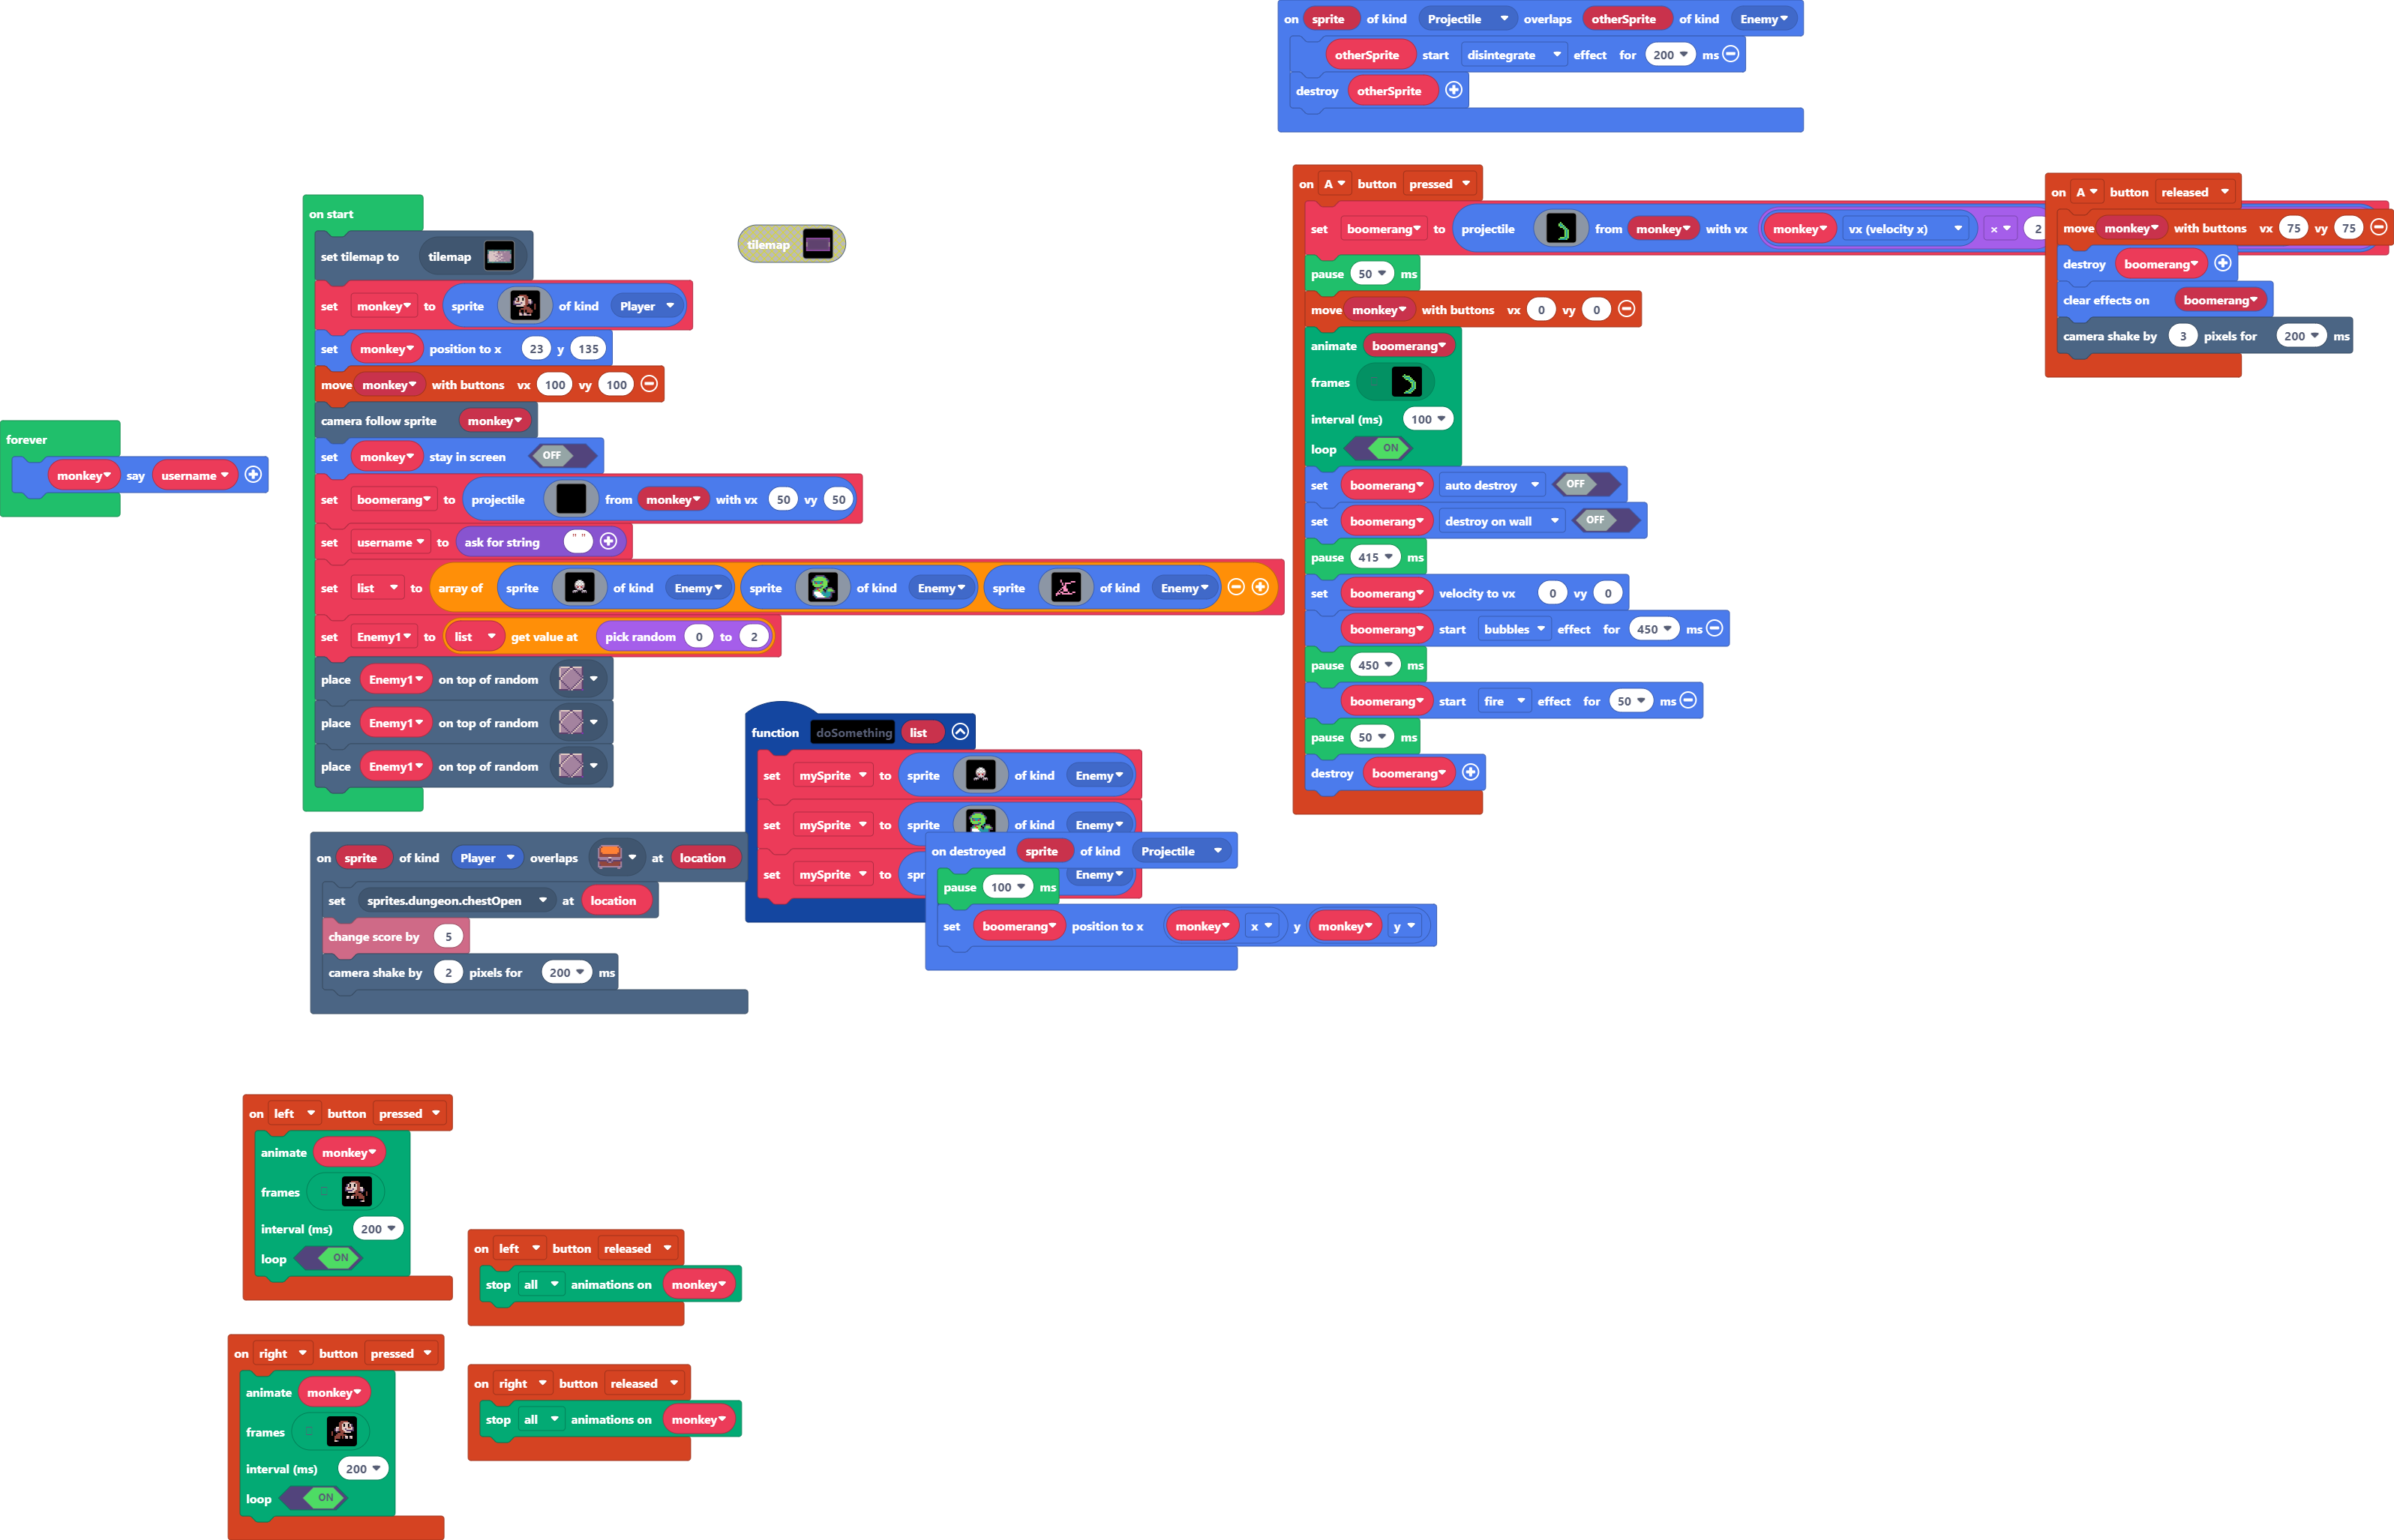 on sprite of kind Projectile overlaps otherSprite of kind Enemy
otherSprite start disintegrate effect for 200 ms
destroy otherSprite
on A button pressed
set boomerang to projectile from monkey with vx monkey vx (velocity x) × 2
pause 50 ms
move monkey with buttons vx 0 vy 0
animate boomerang
frames
interval (ms) 100
loop ON
set boomerang auto destroy OFF
set boomerang destroy on wall OFF
pause 415 ms
set boomerang velocity to vx 0 vy 0
boomerang start bubbles effect for 450 ms
pause 450 ms
boomerang start fire effect for 50 ms
pause 50 ms
destroy boomerang
on A button released
move monkey with buttons vx 75 vy 75
destroy boomerang
clear effects on boomerang
camera shake by 3 pixels for 200 ms
on start
set tilemap to tilemap
set monkey to sprite of kind Player
set monkey position to x 23 y 135
move monkey with buttons vx 100 vy 100
camera follow sprite monkey
set monkey stay in screen OFF
set boomerang to projectile from monkey with vx 50 vy 50
set username to ask for string " "
set list to array of sprite of kind Enemy sprite of kind Enemy sprite of kind Enemy
set Enemy1 to list get value at pick random 0 to 2
place Enemy1 on top of random
place Enemy1 on top of random
place Enemy1 on top of random
tilemap
forever
monkey say username
function doSomething list
set mySprite to sprite of kind Enemy
set mySprite to sprite of kind Enemy
set mySprite to spr Enemy
on destroyed sprite of kind Projectile
pause 100 ms
set boomerang position to x monkey x y monkey y
on sprite of kind Player overlaps at location
set sprites.dungeon.chestOpen at location
change score by 5
camera shake by 2 pixels for 200 ms
on left button pressed
animate monkey
frames
interval (ms) 200
loop ON
on left button released
stop all animations on monkey
on right button pressed
animate monkey
frames
interval (ms) 200
loop ON
on right button released
stop all animations on monkey